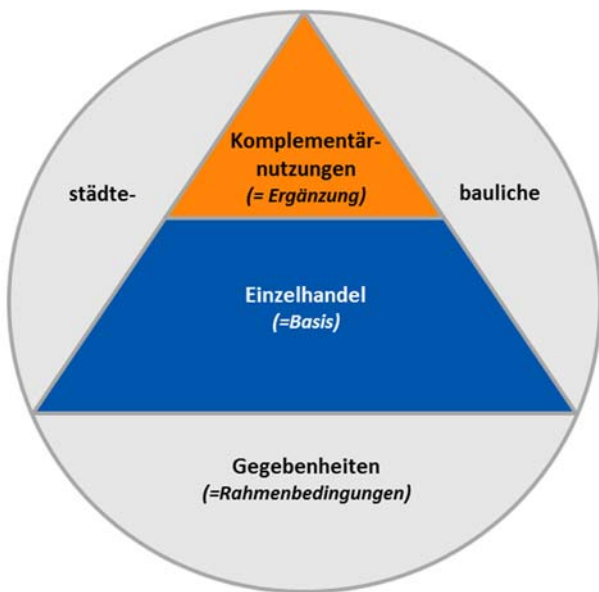 Komplementär-
nutzungen
(= Ergänzung)
städte-
bauliche
Einzelhandel
(=Basis)
Gegebenheiten
(=Rahmenbedingungen)